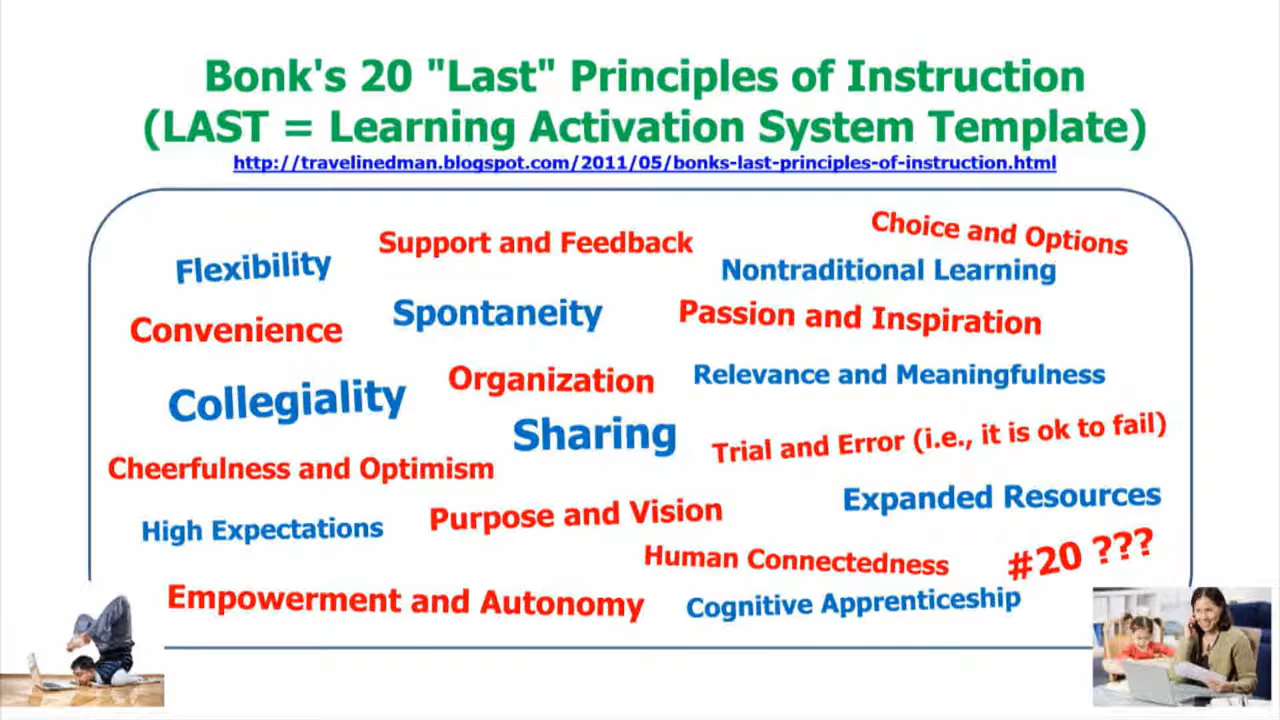 Bonk's 20 "Last" Principles of Instruction
(LAST = Learning Activation System Template)
http://travelinedman.blogspot.com/2011/05/bonks-last-principles-of-instruction.html
Choice and Options
Support and Feedback
Flexibility
Nontraditional Learning
Spontaneity
Passion and Inspiration
Convenience
Organization
Relevance and Meaningfulness
Collegiality
Sharing
Trial and Error (i.e., it is ok to fail)
Cheerfulness and Optimism
Expanded Resources
Purpose and Vision
High Expectations
Human Connectedness
#20 ???
Empowerment and Autonomy
Cognitive Apprenticeship